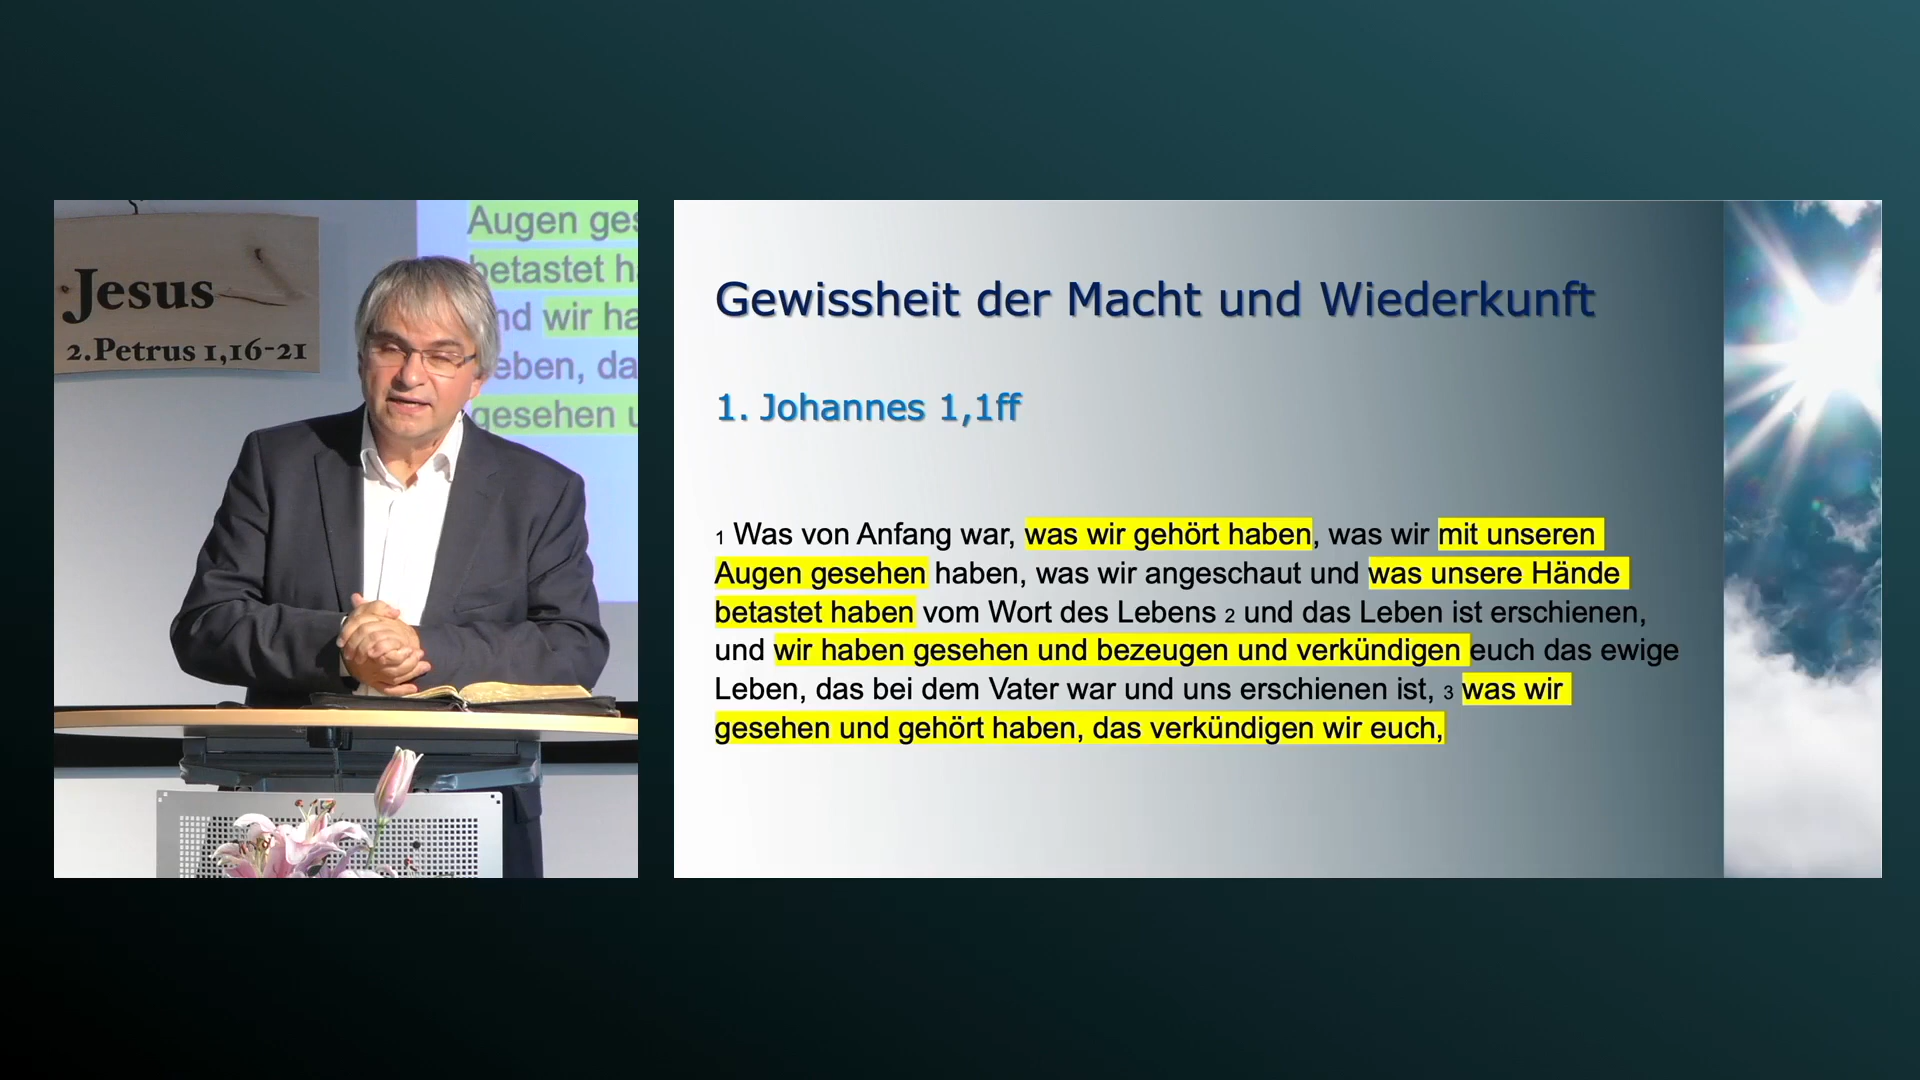 Jesus
2.Petrus 1,16-21
Augen ges
betastet h
nd wir ha
eben, da
gesehen u
Gewissheit der Macht und Wiederkunft
1. Johannes 1,1ff
1 Was von Anfang war, was wir gehört haben, was wir mit unseren
Augen gesehen haben, was wir angeschaut und was unsere Hände
betastet haben vom Wort des Lebens 2 und das Leben ist erschienen,
und wir haben gesehen und bezeugen und verkündigen euch das ewige
Leben, das bei dem Vater war und uns erschienen ist, 3 was wir
gesehen und gehört haben, das verkündigen wir euch,